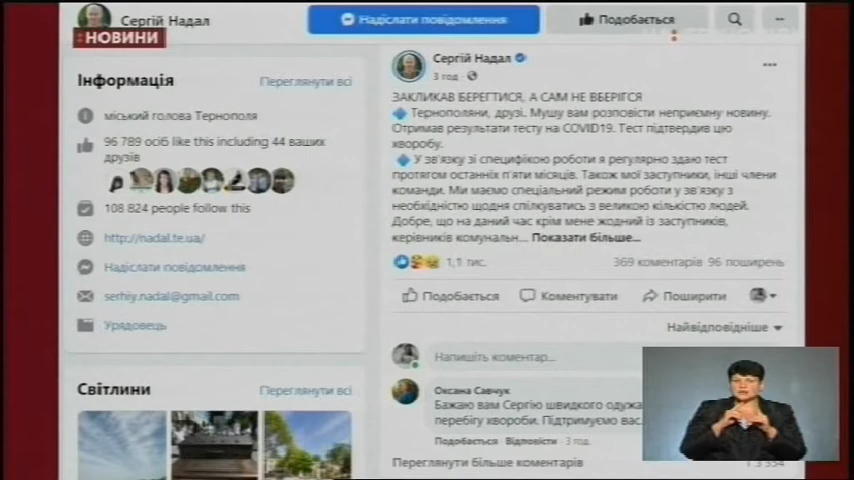 Сергій Надал
:НОВИНИ
Надіслати повідомлення
Подобається
Інформація
Переглянути всі
міський голова Тернополя
96 789 осіб like this including 44 ваших
друзів
108 824 people follow this
http://nadal.te.ua/
Надіслати повідомлення
serhiy.nadal@gmail.com
Урядовець
Світлини
Переглянути всі
Сергій Надал
3 год ·
ЗАКЛИКАВ БЕРЕГТИСЯ, А САМ НЕ ВБЕРІГСЯ
Тернополяни, друзі. Мушу вам розповісти неприємну новину.
Отримав результати тесту на COVID19. Тест підтвердив цю
хворобу.
У зв'язку зі специфікою роботи я регулярно здаю тест
протягом останніх п'яти місяців. Також мої заступники, інші члени
команди. Ми маємо спеціальний режим роботи у зв'язку з
необхідністю щодня спілкуватись з великою кількістю людей.
Добре, що на даний час крім мене жодний із заступників,
керівників комунальн... Показати більше...
1,1 тис.
369 коментарів 96 поширень
Подобається
Коментувати
Поширити
Найвідповідніше
Напишіть коментар...
Оксана Савчук
Бажаю вам Сергію швидкого одужа
перебігу хвороби. Підтримуємо вас.
Подобається · Відповісти · 3 год.
Переглянути більше коментарів